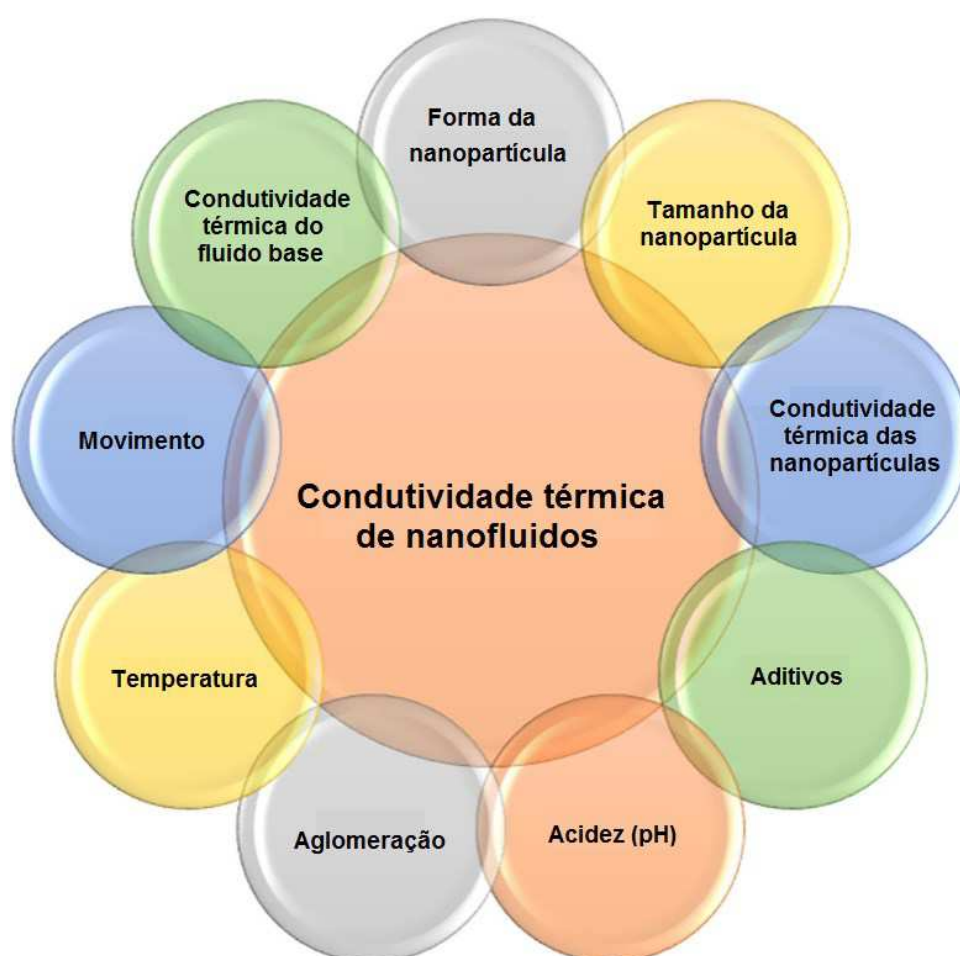 Forma da
nanopartícula
Tamanho da
nanopartícula
Condutividade
térmica das
nanopartículas
Aditivos
Acidez (pH)
Aglomeração
Temperatura
Movimento
Condutividade
térmica do
fluido base
Condutividade térmica
de nanofluidos